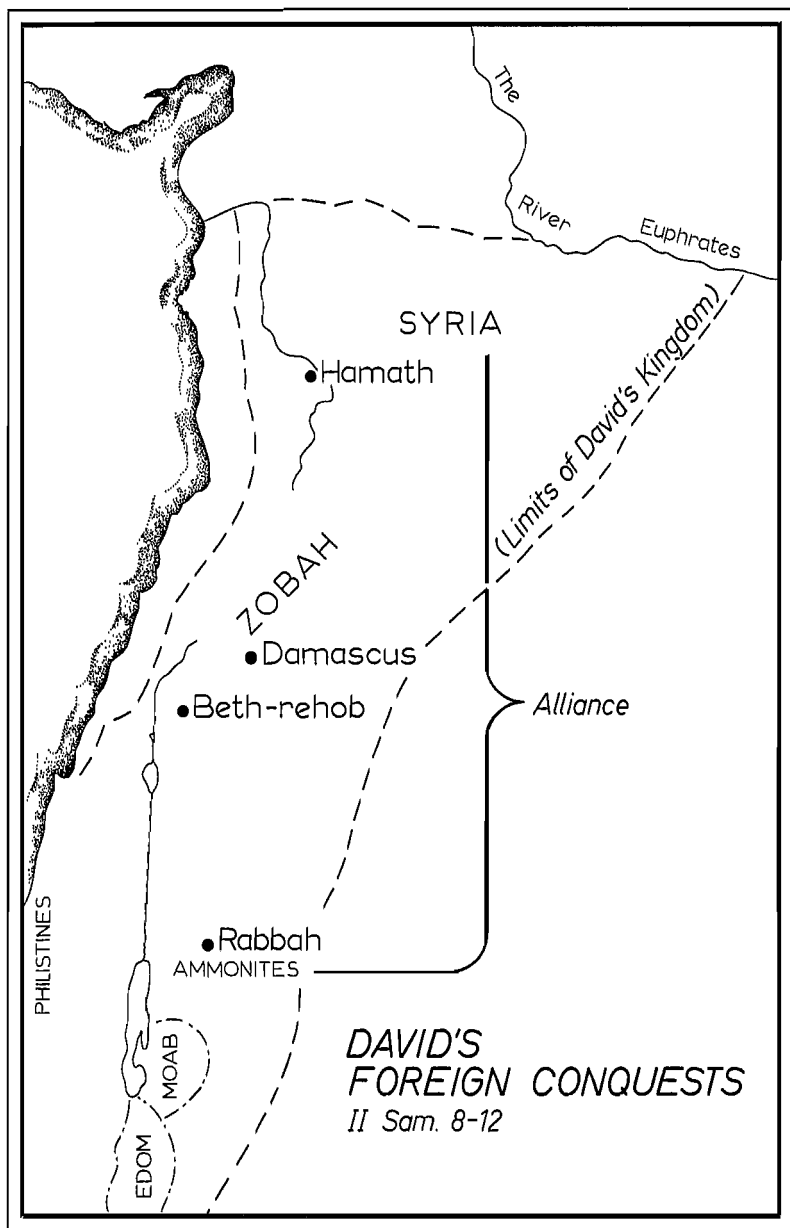 The
River
Euphrates
SYRIA
Hamath
(Limits of David's Kingdom)
ZOBAH
Damascus
Beth-rehob
Alliance
PHILISTINES
Rabbah
AMMONITES
MOAB
EDOM
DAVID'S
FOREIGN CONQUESTS
II Sam. 8-12